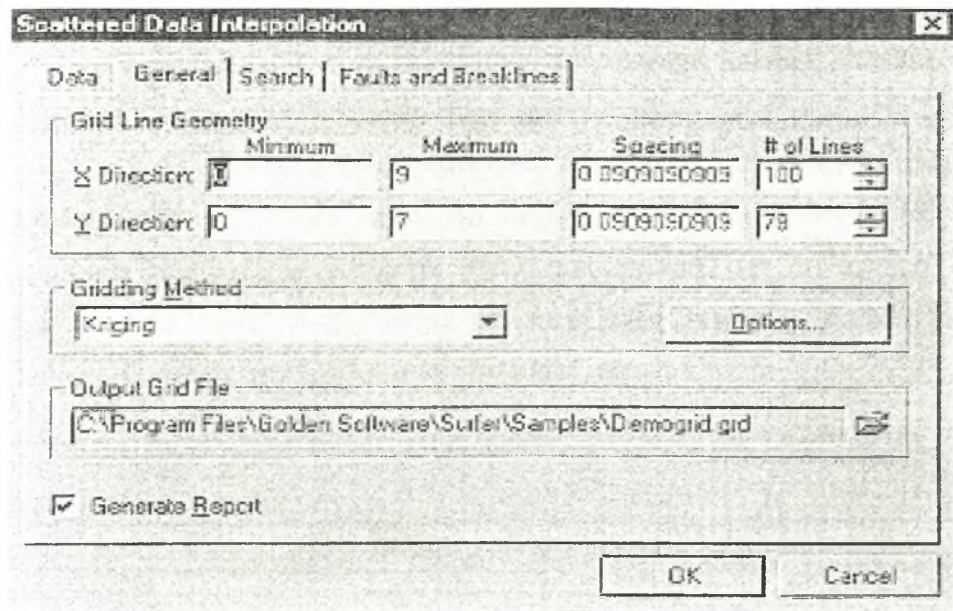 Scattered Data Interpolation
Data General Search Faults and Breaklines
Grid Line Geometry
Minimum Maximum Spacing # of Lines
X Direction: 0 9 0.0909090909 100
Y Direction: 0 7 0.0909090909 78
Gridding Method
Kriging Options...
Output Grid File
C:\Program Files\Golden Software\Surfer\Samples\Demogrid.grd
Generate Report
OK Cancel